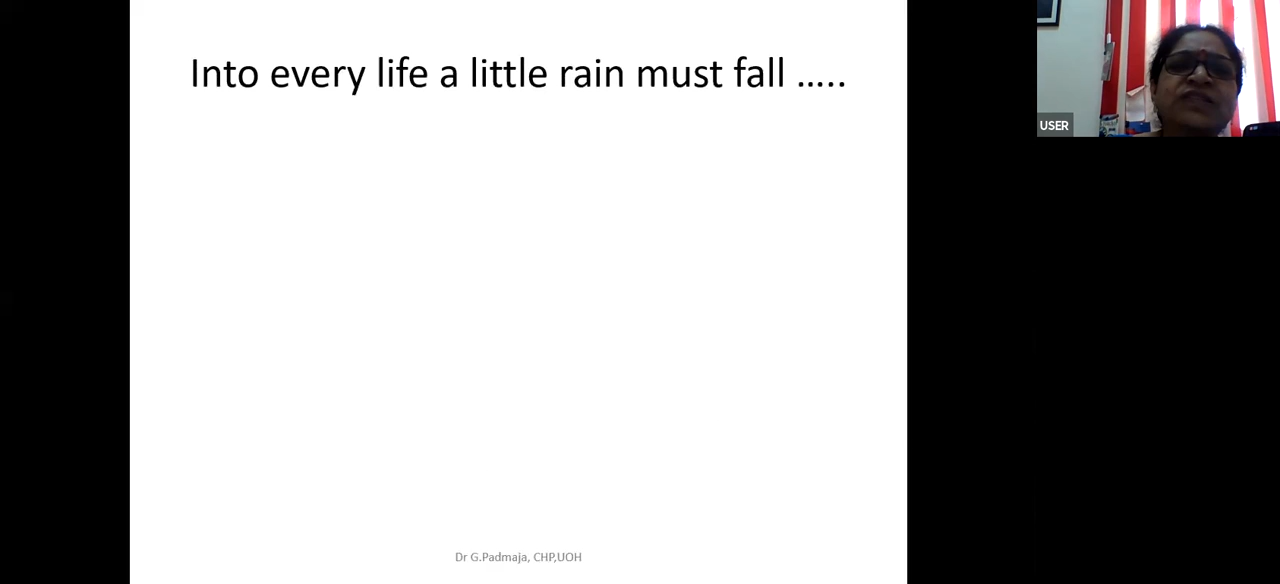 Into every life a little rain must fall …..
USER
Dr G.Padmaja, CHP,UOH